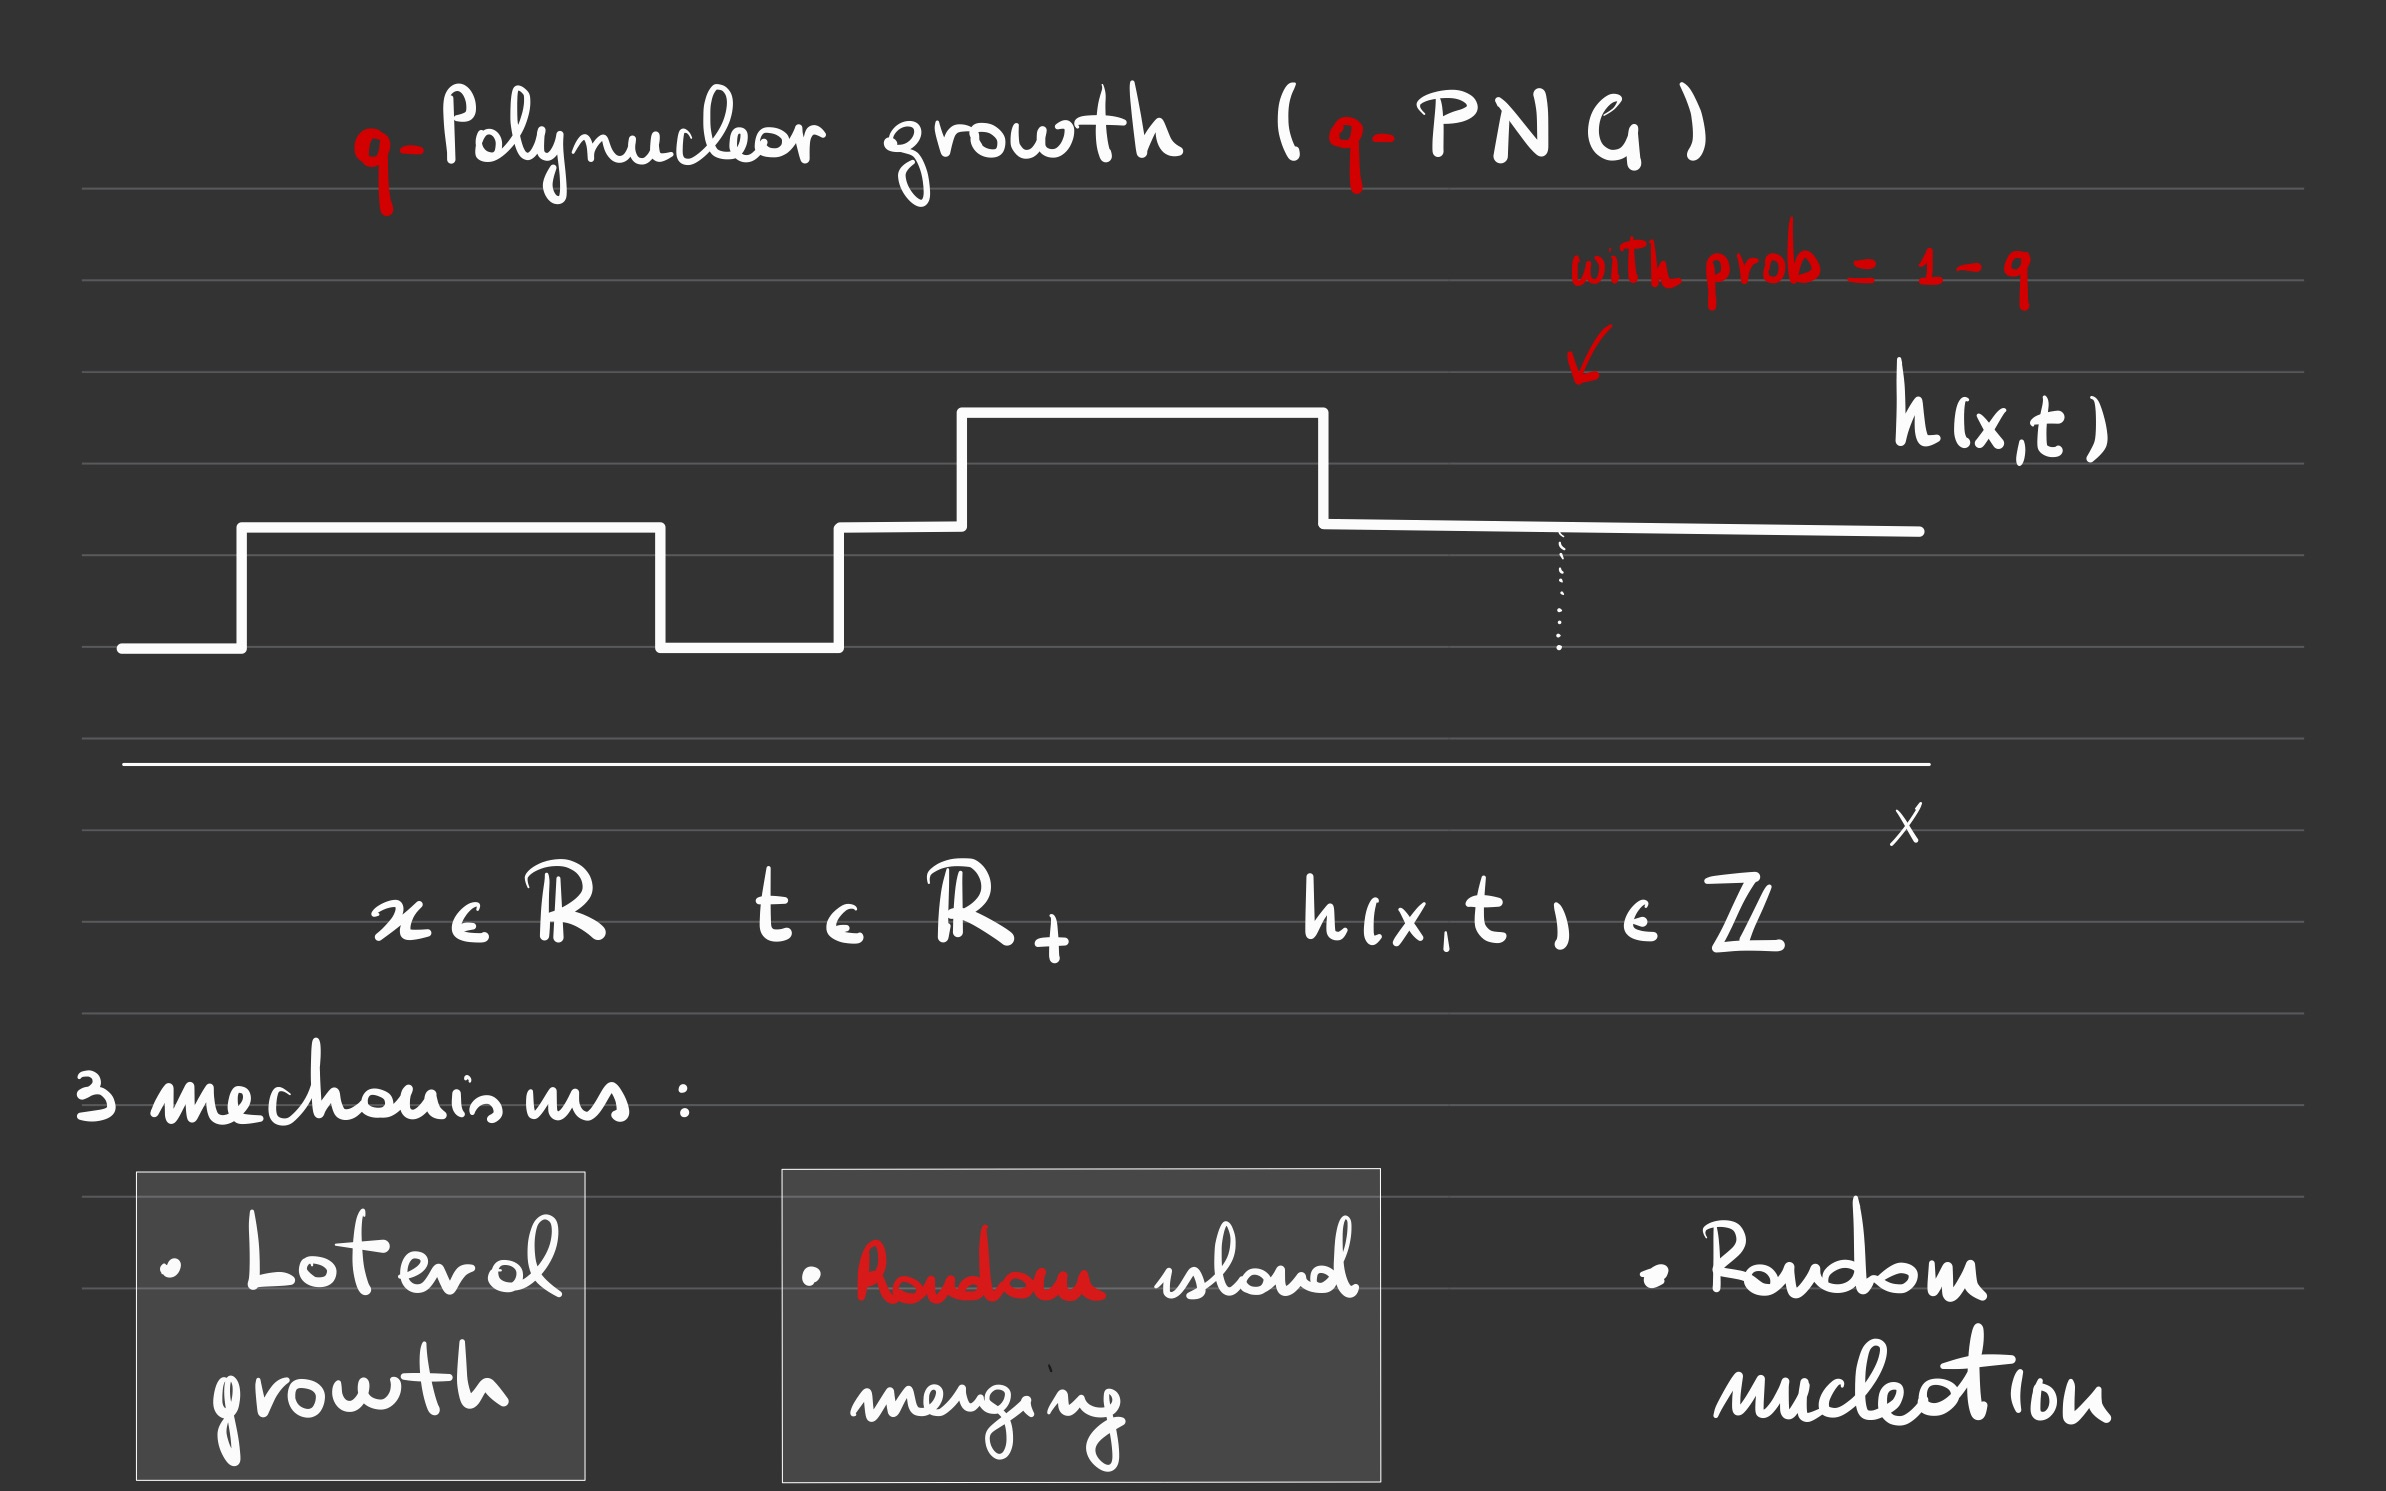 q-Polynuclear growth (q-PNG)
with prob = 1-q
h(x,t)
x
x ∈ ℝ t ∈ ℝ₊ h(x,t) ∈ ℤ
3 mechanisms :
· Lateral growth
· Random island merging
· Random nucleation